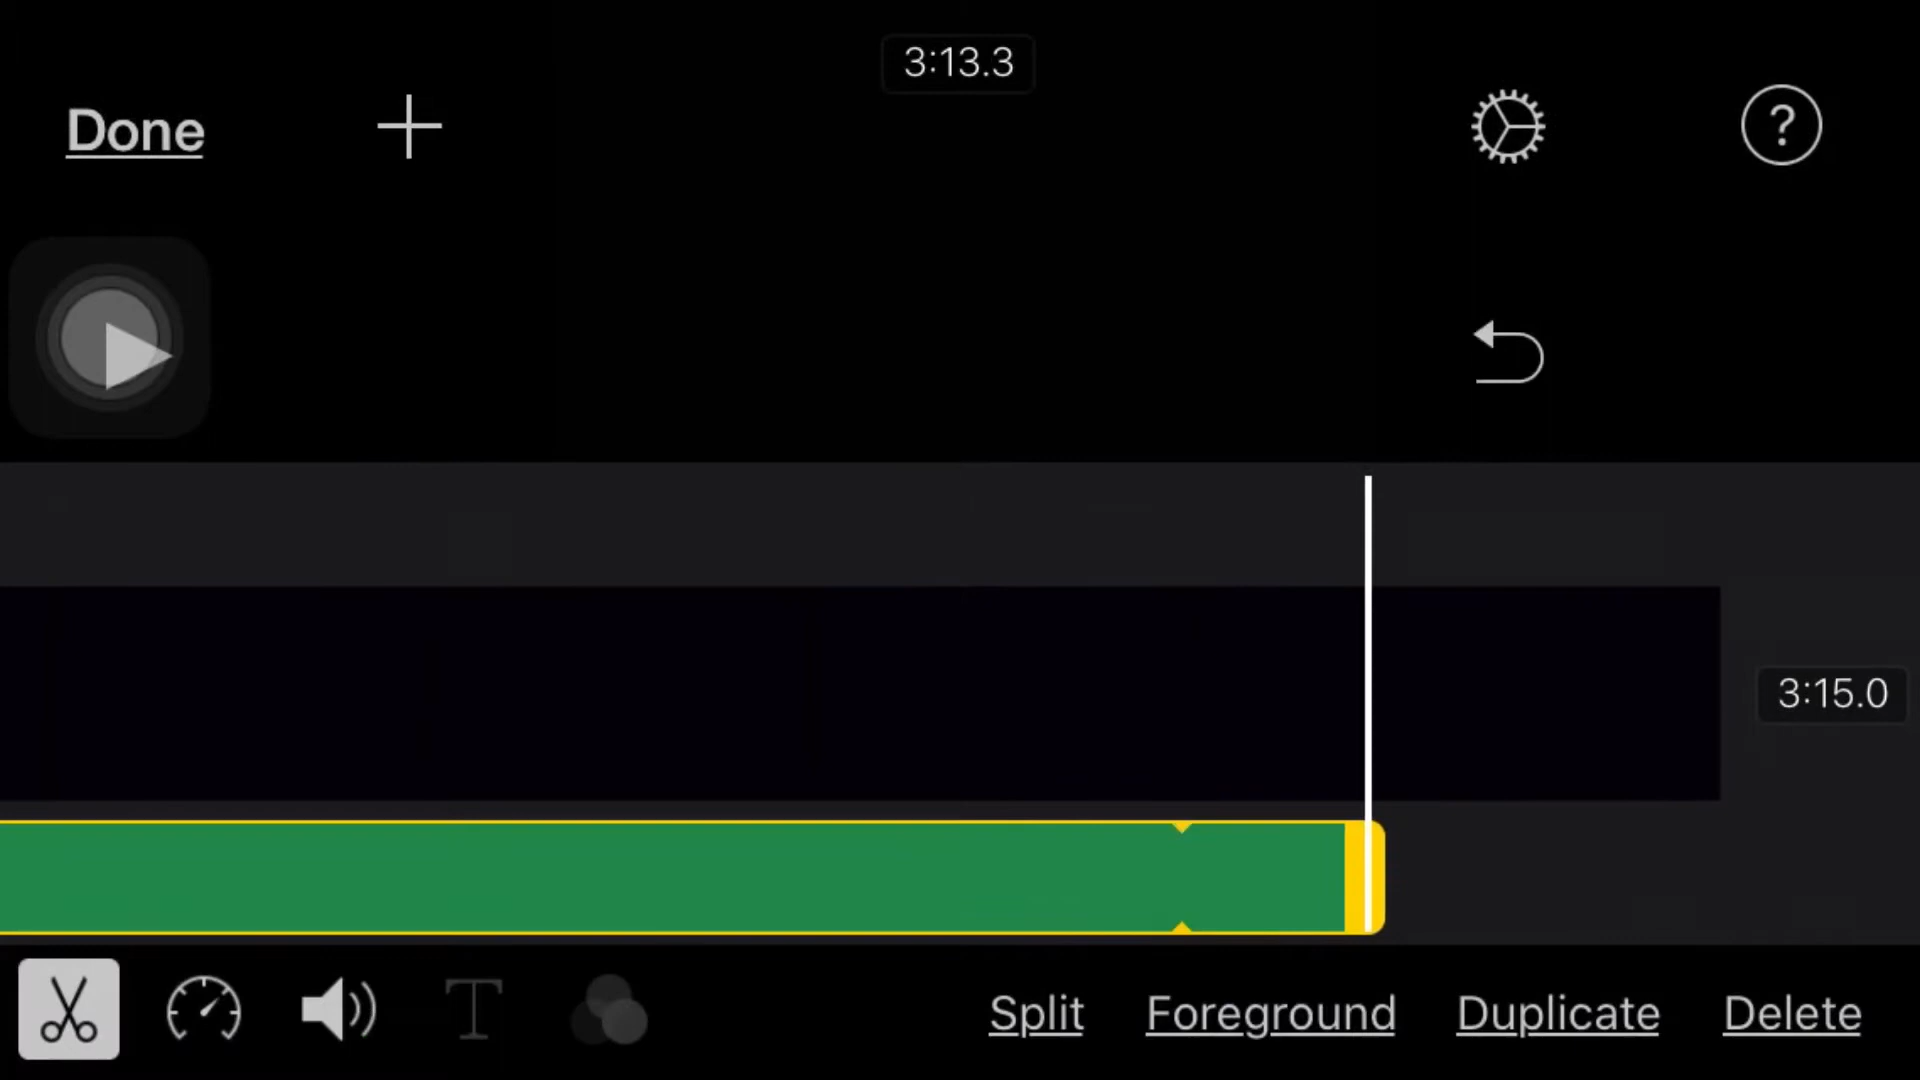 3:13.3
Done
?
3:15.0
T
Split Foreground Duplicate Delete